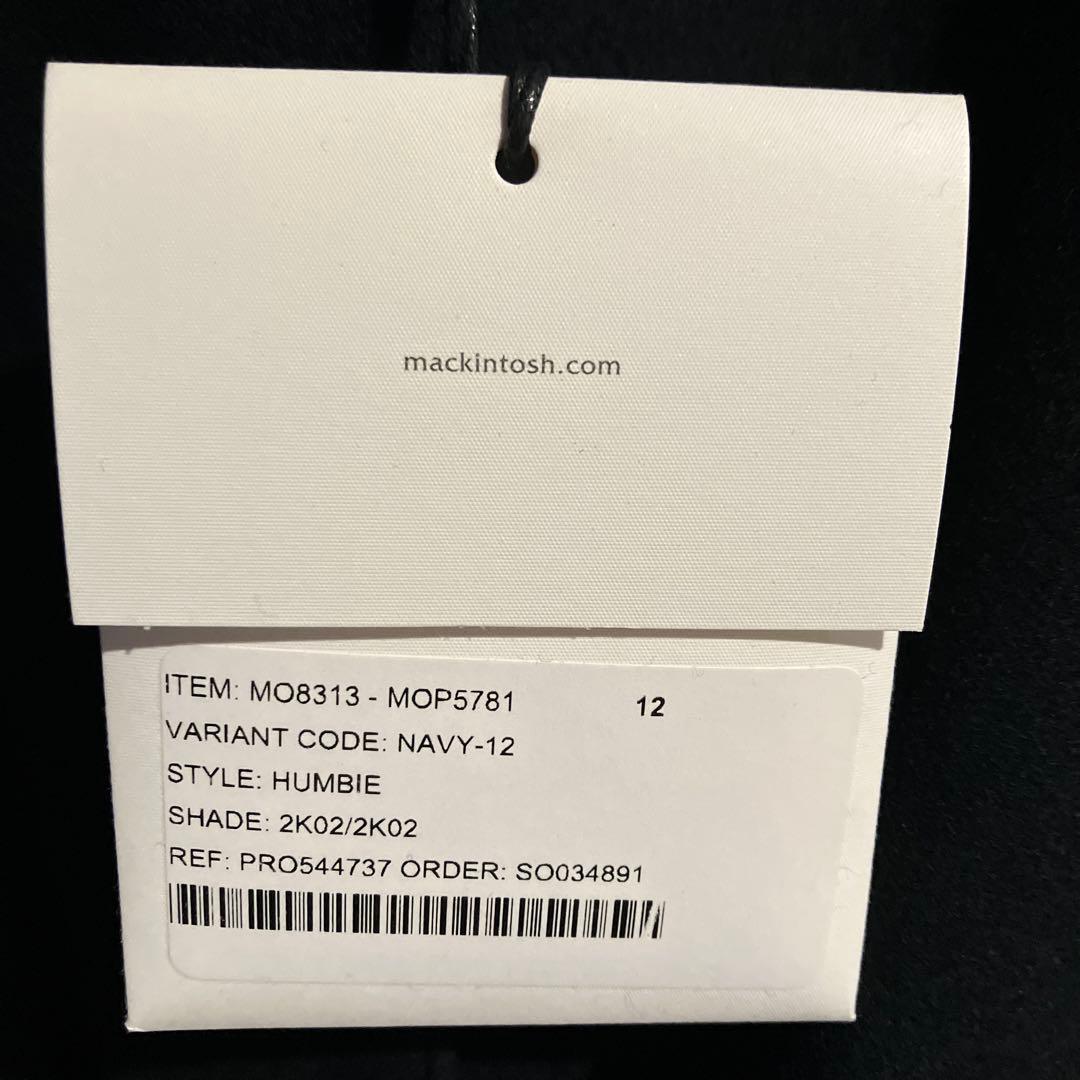 mackintosh.com
ITEM: MO8313 - MOP5781 12
VARIANT CODE: NAVY-12
STYLE: HUMBIE
SHADE: 2K02/2K02
REF: PRO544737 ORDER: SO034891